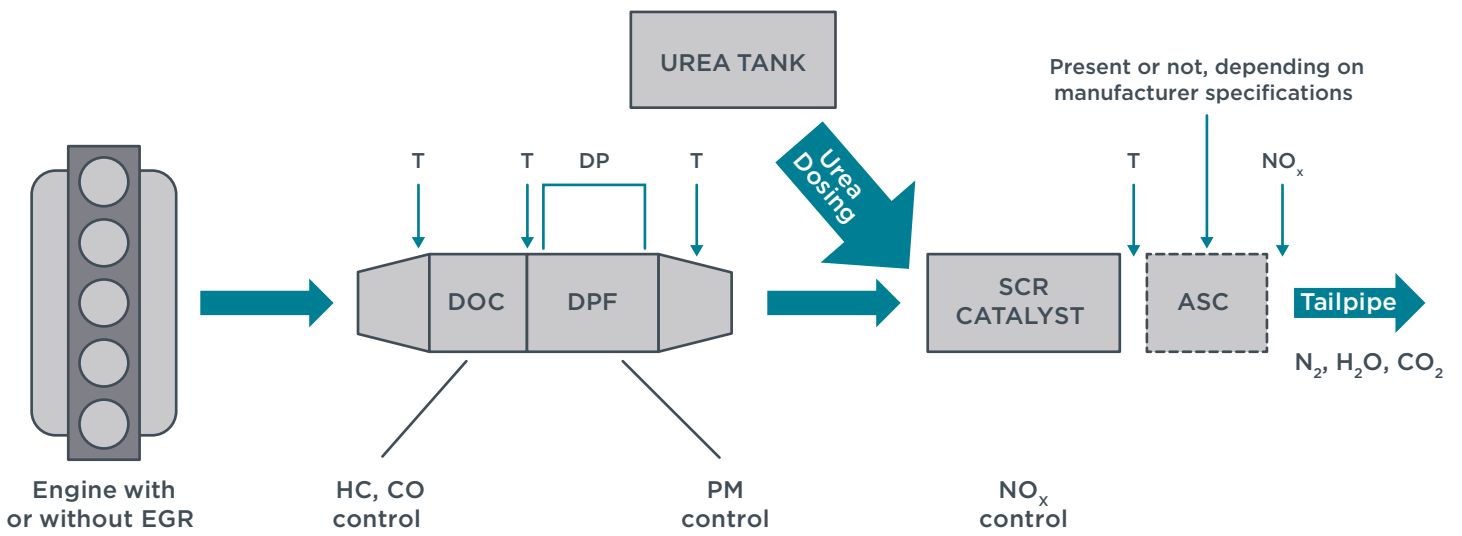 UREA TANK
Present or not, depending on
manufacturer specifications
T
T
DP
T
Urea
Dosing
T
NOₓ
DOC
DPF
SCR
CATALYST
ASC
Tailpipe
N₂, H₂O, CO₂
Engine with
or without EGR
HC, CO
control
PM
control
NOₓ
control